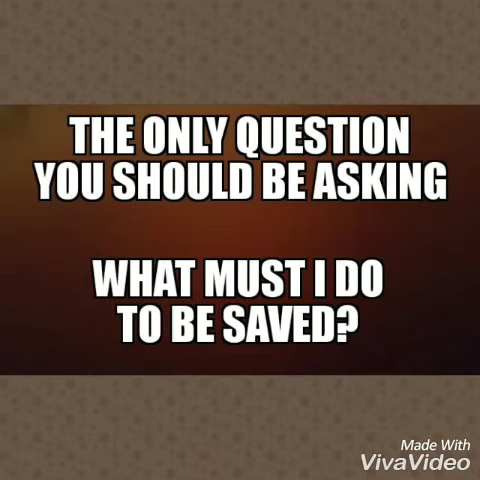 THE ONLY QUESTION
YOU SHOULD BE ASKING
WHAT MUST I DO
TO BE SAVED?
Made With
VivaVideo